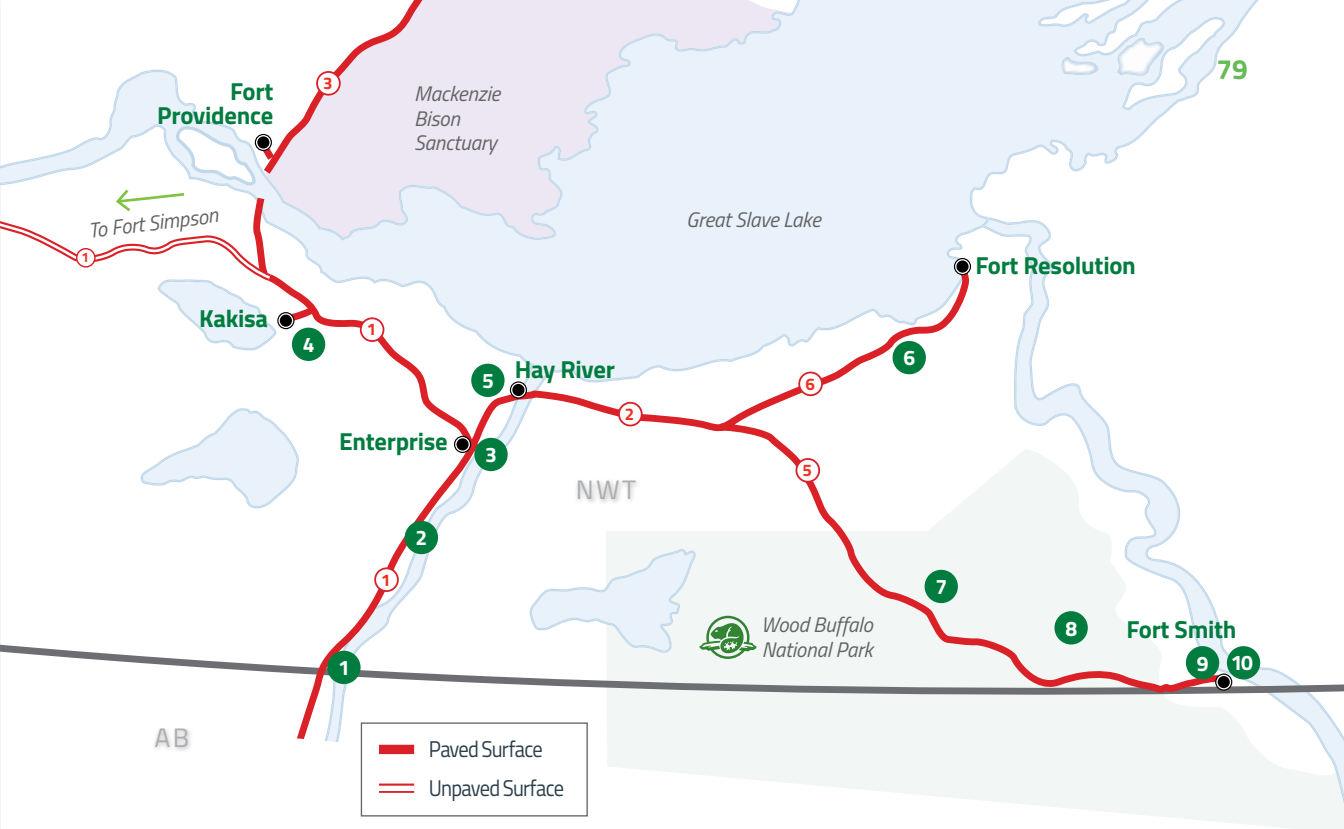 79
3
Fort
Providence
Mackenzie
Bison
Sanctuary
To Fort Simpson
1
Great Slave Lake
Fort Resolution
Kakisa
4
1
5
Hay River
6
6
2
Enterprise
3
5
NWT
2
1
7
Wood Buffalo
National Park
8
Fort Smith
9
10
1
AB
Paved Surface
Unpaved Surface